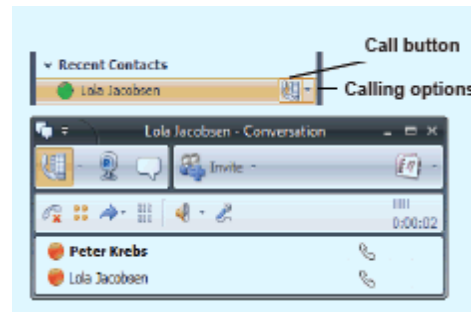 Call button
Recent Contacts
Lola Jacobsen
Calling options
Lola Jacobsen - Conversation
Invite
0:00:02
Peter Krebs
Lola Jacobsen